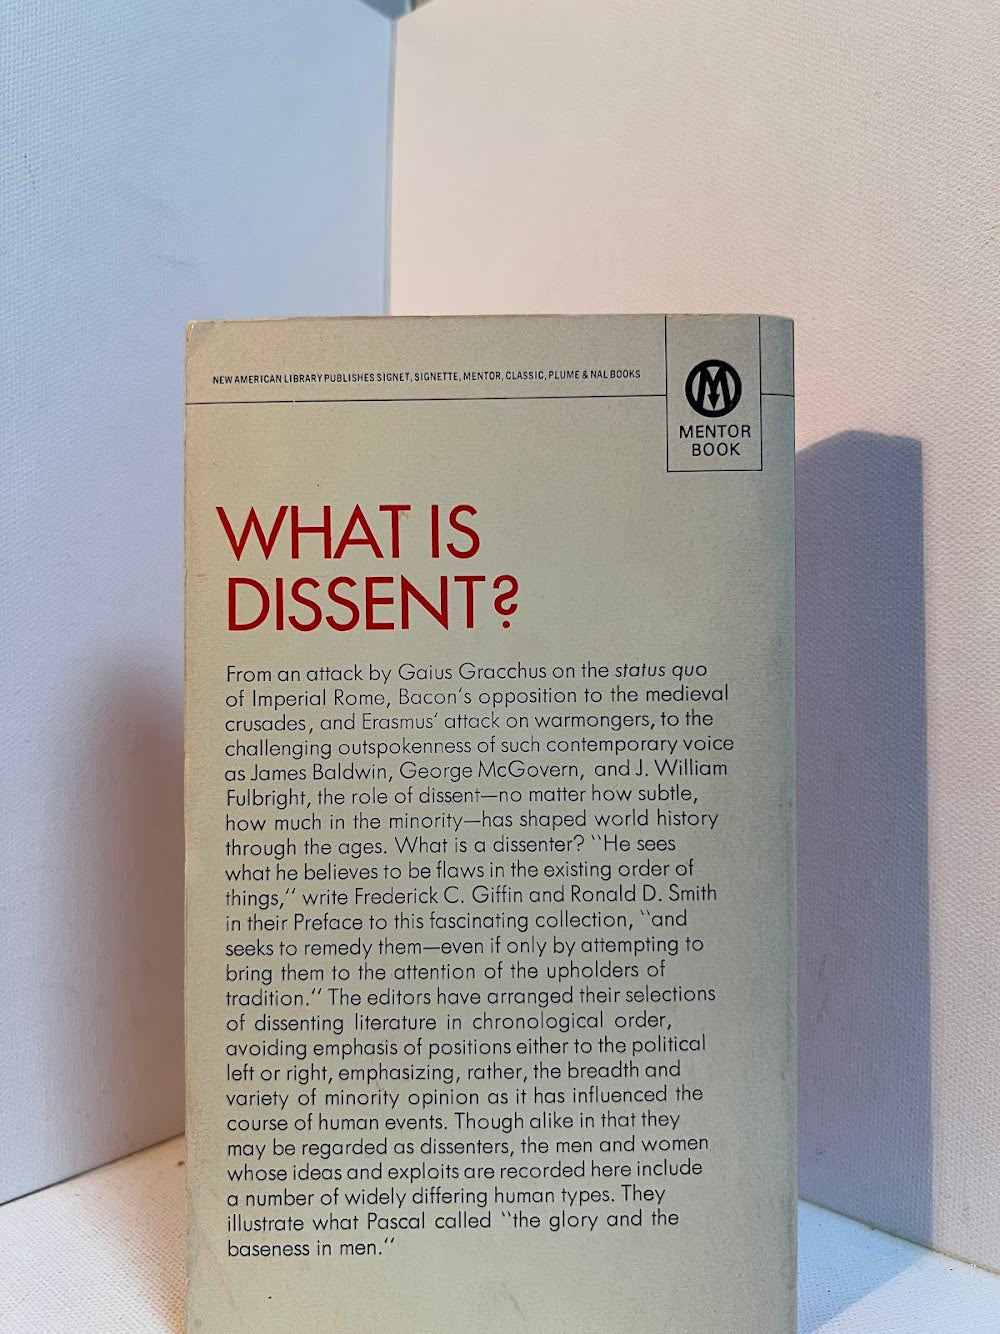 NEW AMERICAN LIBRARY PUBLISHES SIGNET, SIGNETTE, MENTOR, CLASSIC, PLUME & NAL BOOKS
M
MENTOR
BOOK
WHAT IS
DISSENT?
From an attack by Gaius Gracchus on the status quo
of Imperial Rome, Bacon's opposition to the medieval
crusades, and Erasmus' attack on warmongers, to the
challenging outspokenness of such contemporary voice
as James Baldwin, George McGovern, and J. William
Fulbright, the role of dissent—no matter how subtle,
how much in the minority—has shaped world history
through the ages. What is a dissenter? "He sees
what he believes to be flaws in the existing order of
things," write Frederick C. Giffin and Ronald D. Smith
in their Preface to this fascinating collection, "and
seeks to remedy them—even if only by attempting to
bring them to the attention of the upholders of
tradition." The editors have arranged their selections
of dissenting literature in chronological order,
avoiding emphasis of positions either to the political
left or right, emphasizing, rather, the breadth and
variety of minority opinion as it has influenced the
course of human events. Though alike in that they
may be regarded as dissenters, the men and women
whose ideas and exploits are recorded here include
a number of widely differing human types. They
illustrate what Pascal called "the glory and the
baseness in men."